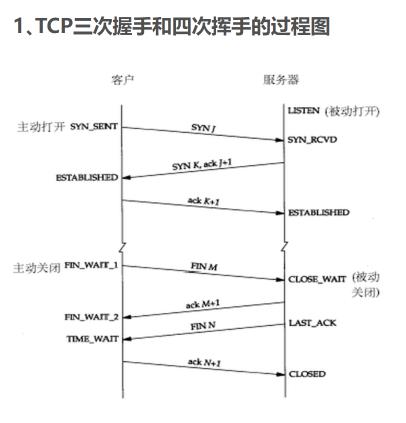 1、TCP三次握手和四次挥手的过程图
客户 服务器
LISTEN (被动打开)
主动打开 SYN_SENT
SYN J
SYN_RCVD
SYN K, ack J+1
ESTABLISHED
ack K+1
ESTABLISHED
主动关闭 FIN_WAIT_1
FIN M
CLOSE_WAIT (被动
关闭)
ack M+1
FIN_WAIT_2
FIN N
LAST_ACK
TIME_WAIT
ack N+1
CLOSED